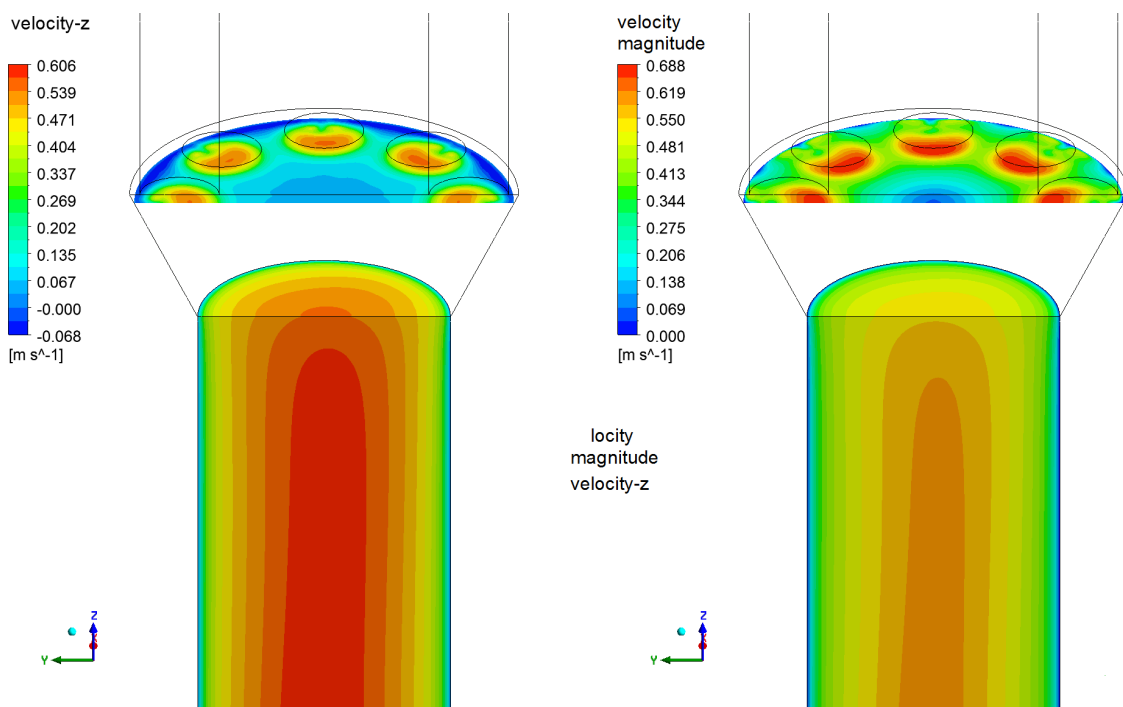 velocity-z
0.606
0.539
0.471
0.404
0.337
0.269
0.202
0.135
0.067
-0.000
-0.068
[m s^-1]
velocity
magnitude
0.688
0.619
0.550
0.481
0.413
0.344
0.275
0.206
0.138
0.069
0.000
[m s^-1]
locity
magnitude
velocity-z
Z
Y
Z
Y